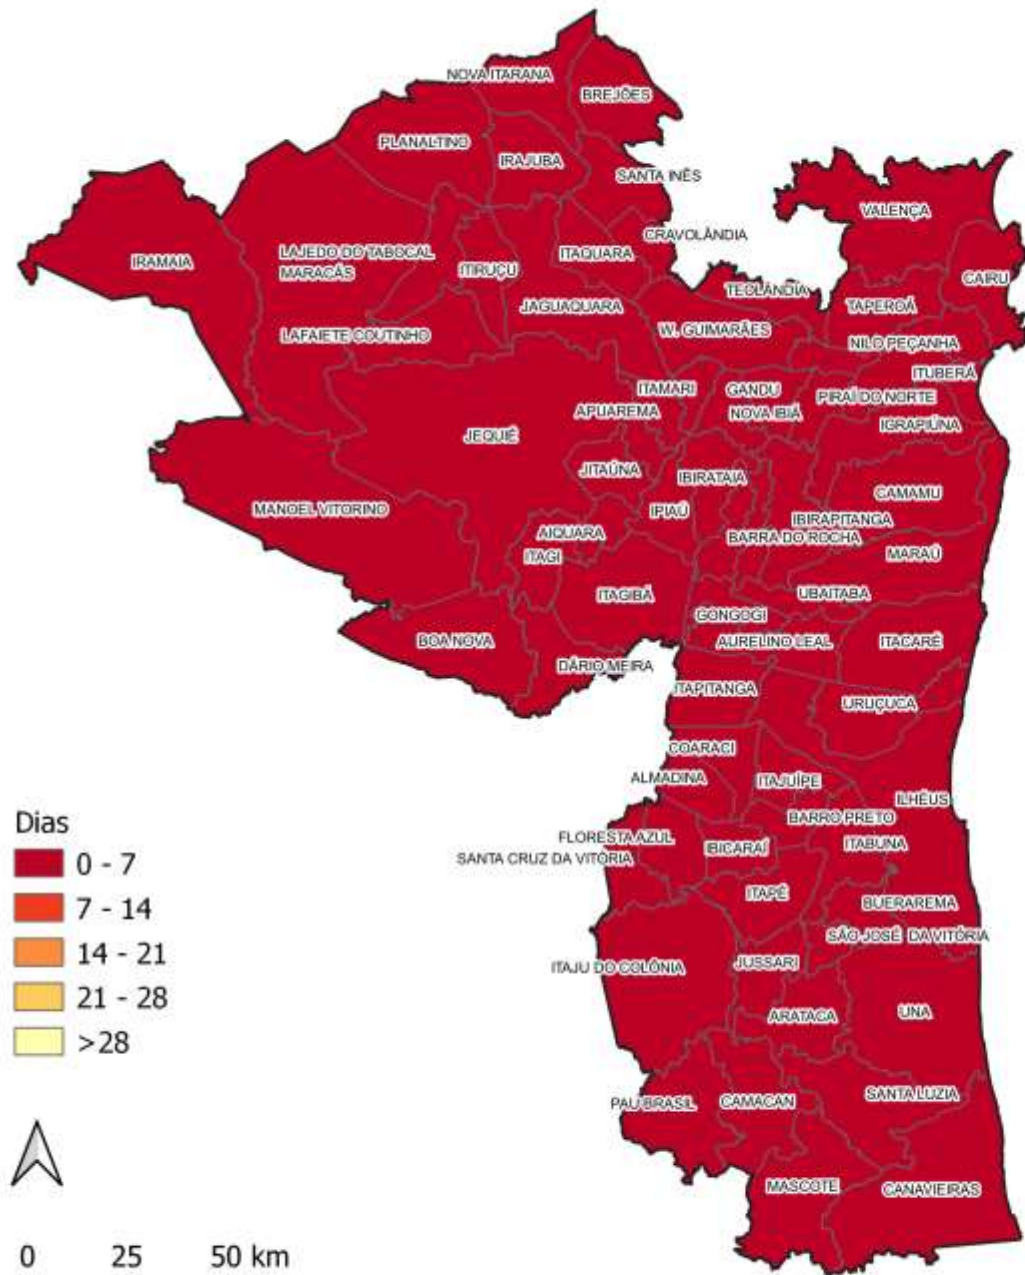 NOVA ITARANA
BREJÕES
PLANALTINO
IRAJUBA
SANTA INÊS
VALENÇA
CRAVOLÂNDIA
LAJEDO DO TABOCAL
ITAQUARA
IRAMAIA
MARACÁS
ITIRUÇU
CAIRU
TEOLÂNDIA
JAGUAQUARA
TAPEROÁ
W. GUIMARÃES
LAFAIETE COUTINHO
NILO PEÇANHA
ITUBERÁ
ITAMARI
GANDU
PIRAÍ DO NORTE
APUAREMA
NOVA IBIÁ
IGRAPIÚNA
JEQUIÉ
JITAÚNA
IBIRATAIA
CAMAMU
MANOEL VITORINO
IPIAÚ
IBIRAPITANGA
AIQUARA
BARRA DO ROCHA
ITAGI
MARAÚ
ITAGIBÁ
UBAITABA
GONGOGI
BOA NOVA
AURELINO LEAL
ITACARÉ
DÁRIO MEIRA
ITAPITANGA
URUÇUCA
COARACI
ALMADINA
ITAJUÍPE
ILHÉUS
BARRO PRETO
FLORESTA AZUL
IBICARAÍ
ITABUNA
SANTA CRUZ DA VITÓRIA
ITAPÉ
BUERAREMA
SÃO JOSÉ DA VITÓRIA
ITAJU DO COLÔNIA
JUSSARI
ARATACA
UNA
PAU BRASIL
CAMACAN
SANTA LUZIA
MASCOTE
CANAVIEIRAS
Dias
0 - 7
7 - 14
14 - 21
21 - 28
>28
0 25 50 km